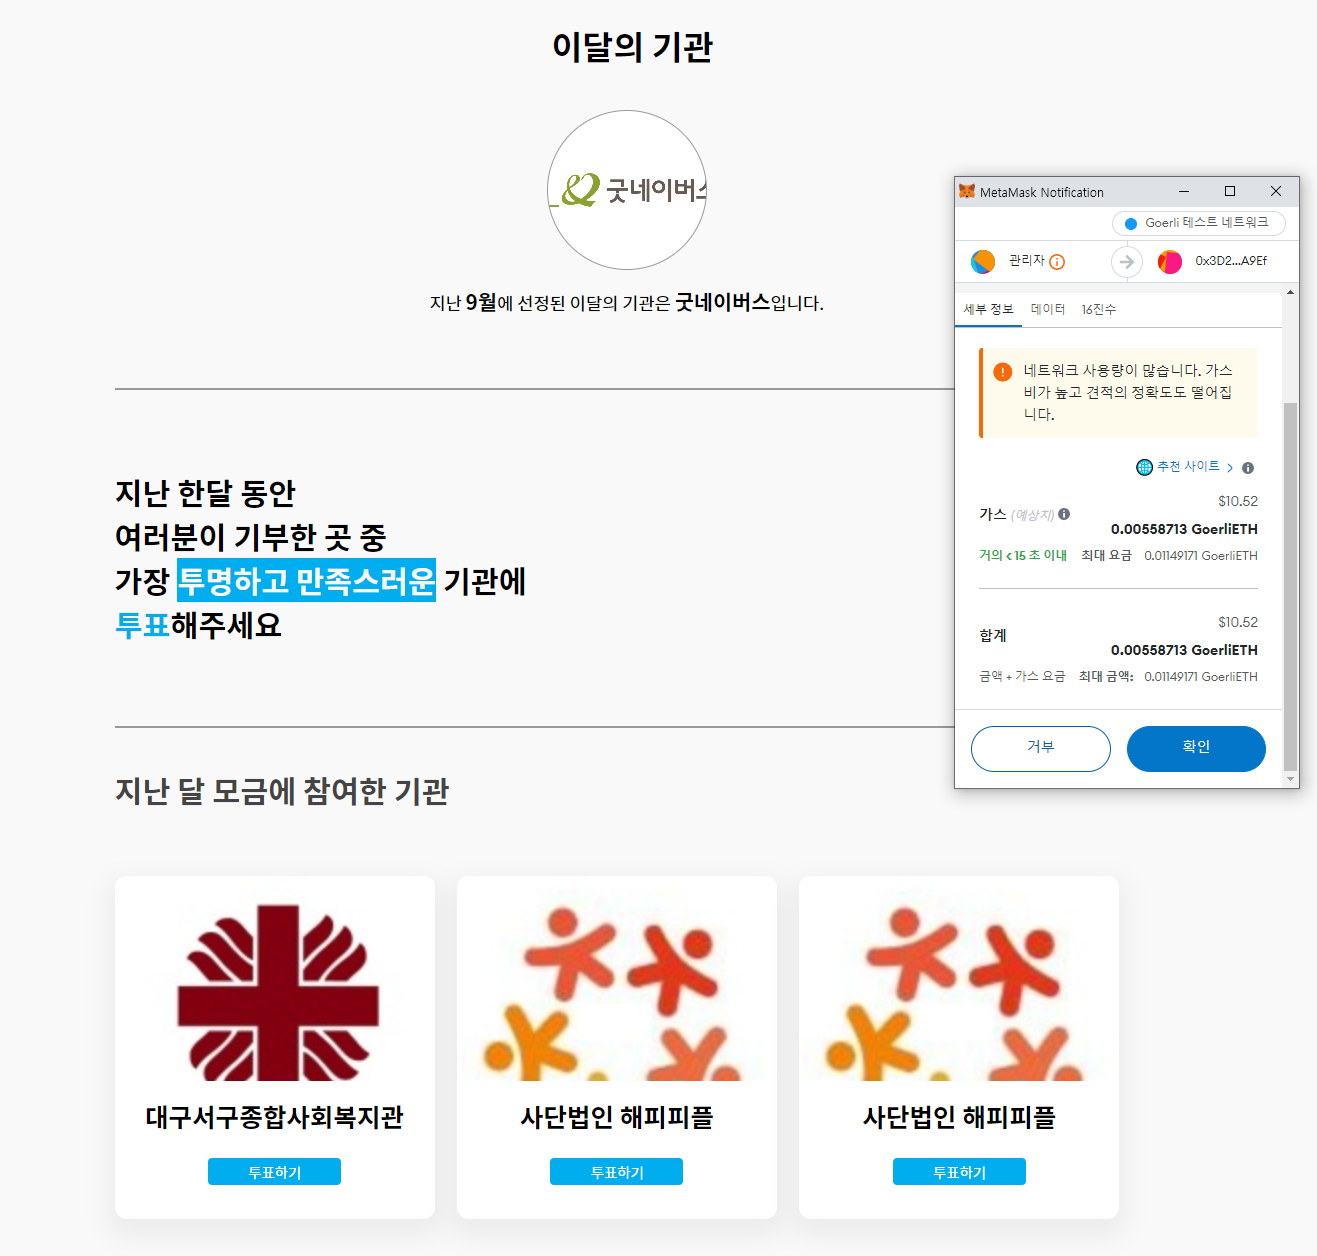 이달의 기관
굿네이버스
지난 9월에 선정된 이달의 기관은 굿네이버스입니다.
지난 한달 동안
여러분이 기부한 곳 중
가장 투명하고 만족스러운 기관에
투표해주세요
지난 달 모금에 참여한 기관
대구서구종합사회복지관
투표하기
사단법인 해피피플
투표하기
사단법인 해피피플
투표하기
MetaMask Notification
Goerli 테스트 네트워크
관리자
0x3D2...A9Ef
세부 정보 데이터 16진수
네트워크 사용량이 많습니다. 가스
비가 높고 견적의 정확도도 떨어집
니다.
추천 사이트 >
$10.52
가스 (예상치)
0.00558713 GoerliETH
거의 < 15 초 이내 최대 요금 0.01149171 GoerliETH
$10.52
합계
0.00558713 GoerliETH
금액 + 가스 요금 최대 금액: 0.01149171 GoerliETH
거부 확인